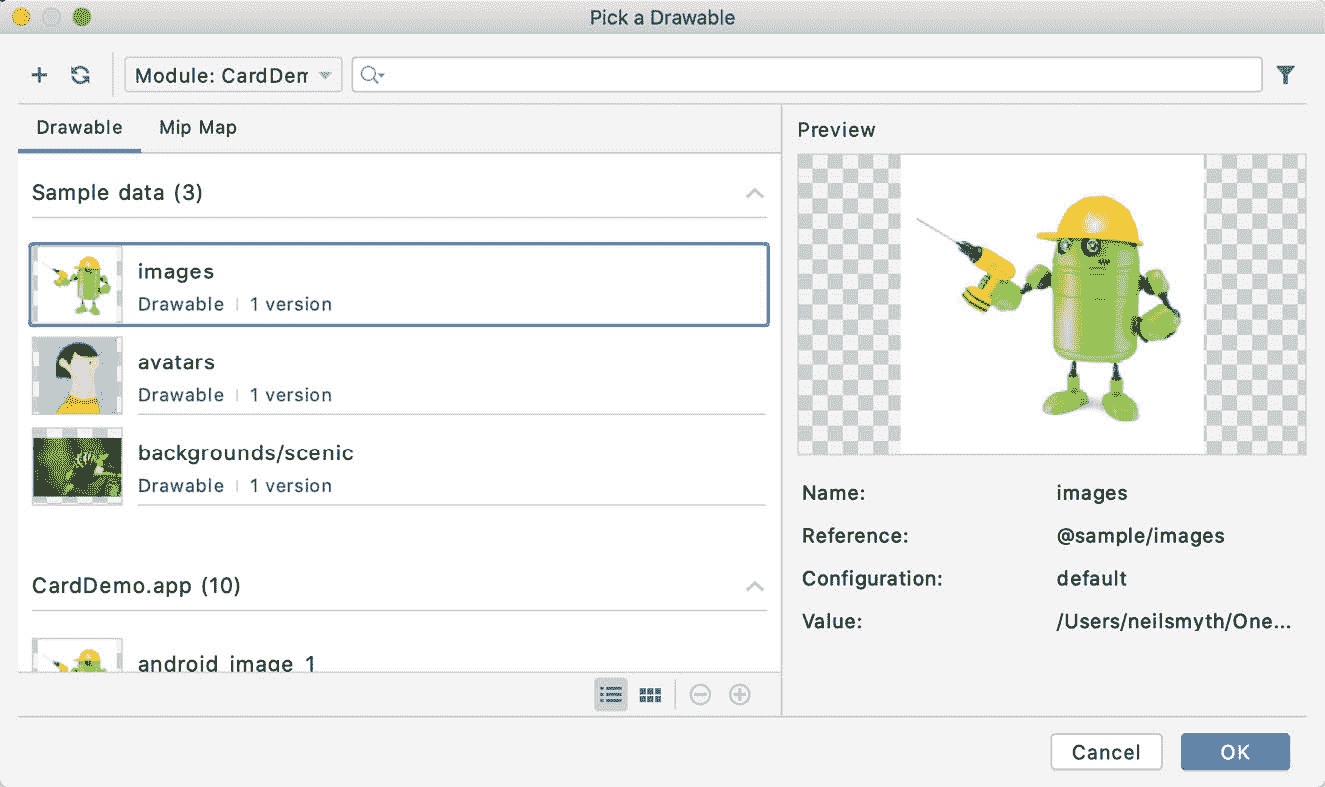 Pick a Drawable
Module: CardDem
Drawable Mip Map
Sample data (3)
images
Drawable | 1 version
avatars
Drawable | 1 version
backgrounds/scenic
Drawable | 1 version
CardDemo.app (10)
android_image_1
Preview
Name: images
Reference: @sample/images
Configuration: default
Value: /Users/neilsmyth/One...
Cancel OK